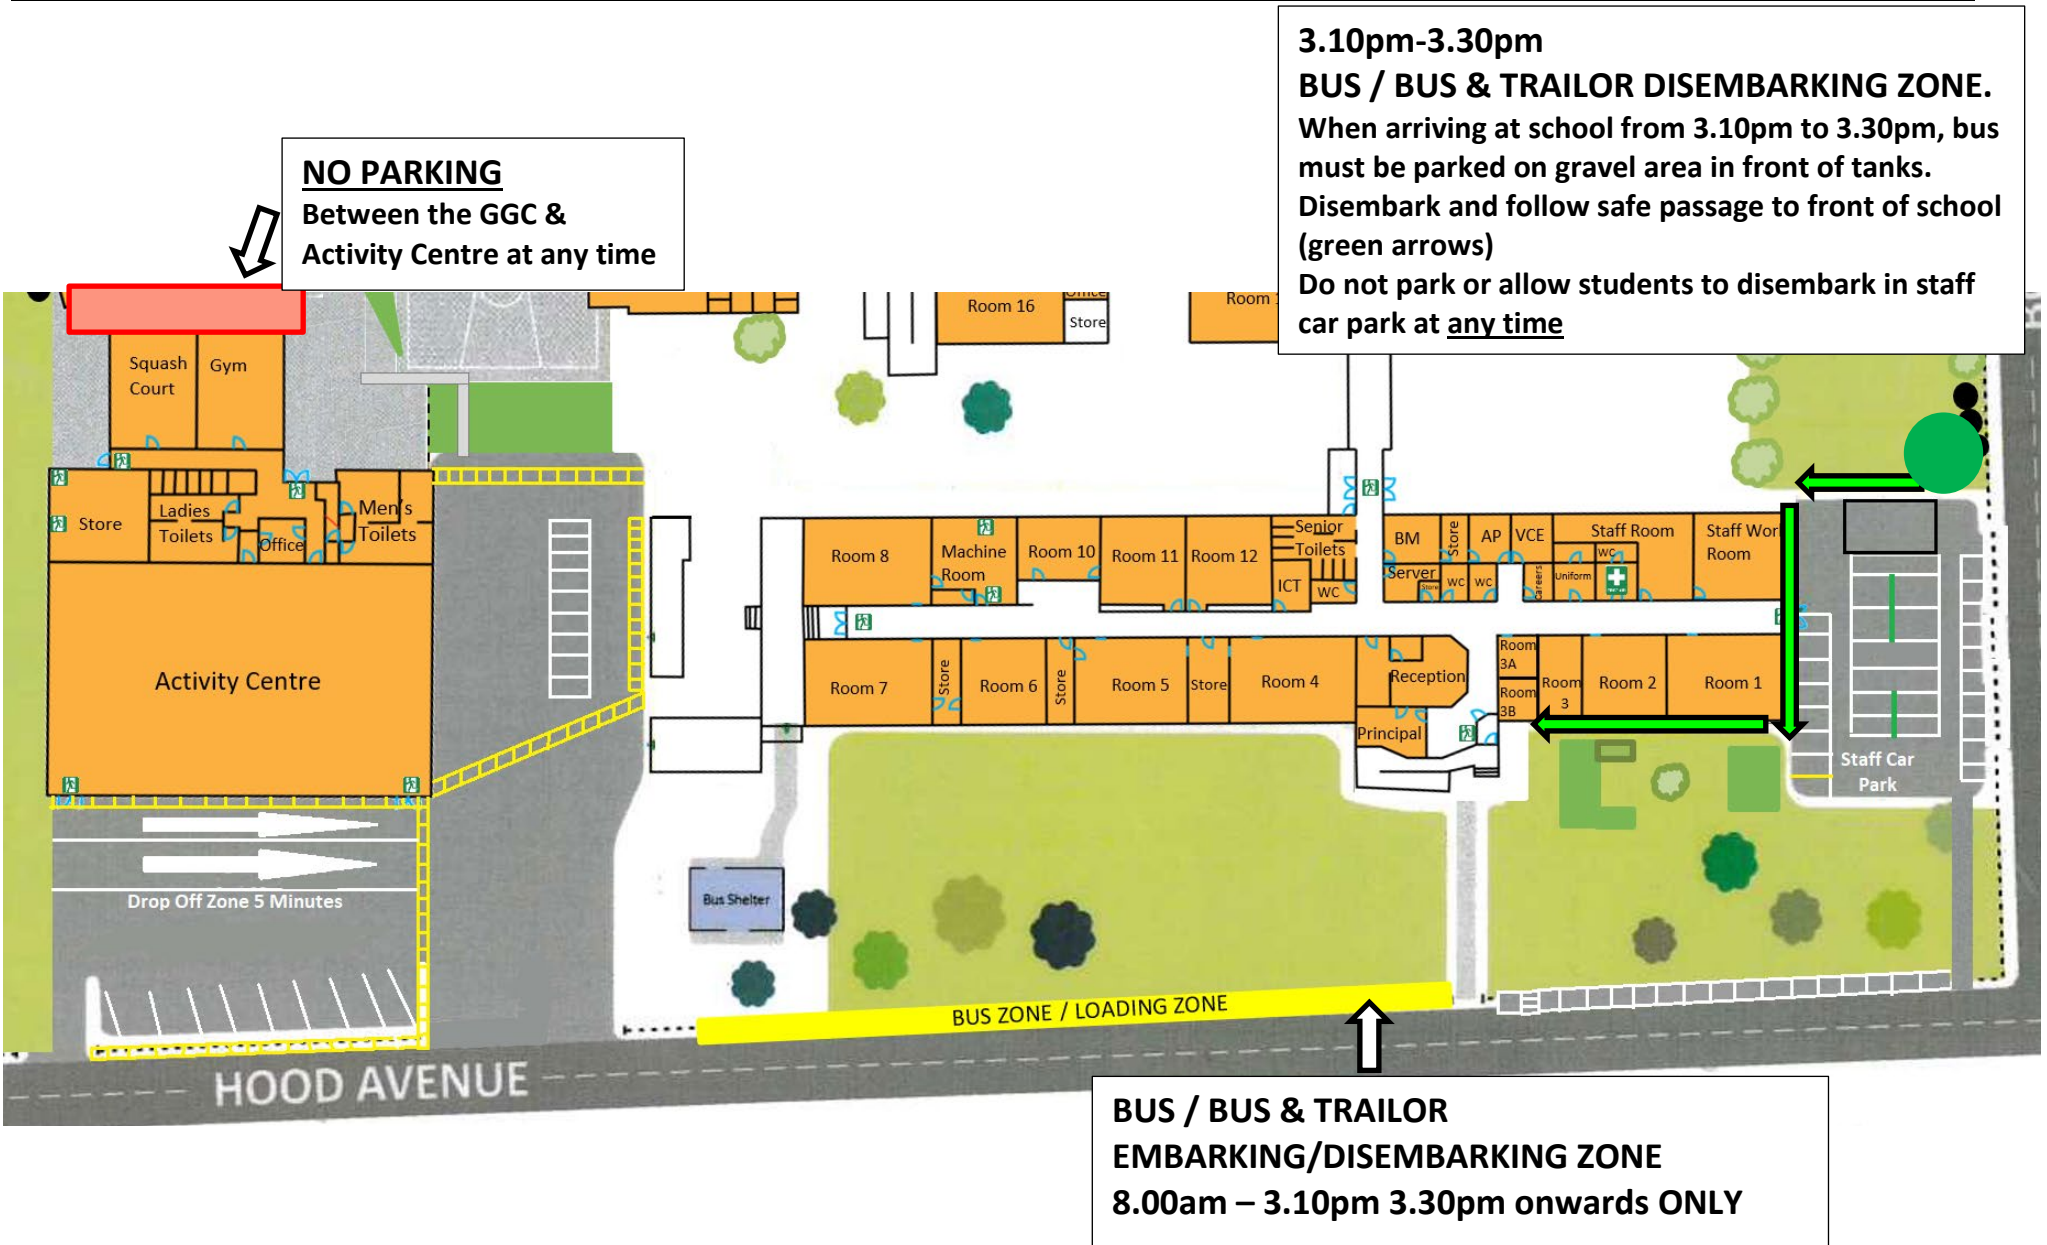 3.10pm-3.30pm
BUS / BUS & TRAILOR DISEMBARKING ZONE.
When arriving at school from 3.10pm to 3.30pm, bus
must be parked on gravel area in front of tanks.
Disembark and follow safe passage to front of school
(green arrows)
Do not park or allow students to disembark in staff
car park at any time
NO PARKING
Between the GGC &
Activity Centre at any time
Room 16
Office
Store
Room
Squash
Court
Gym
Store
Ladies
Toilets
Office
Men's
Toilets
Activity Centre
Drop Off Zone 5 Minutes
Room 8
Machine
Room
Room 10
Room 11
Room 12
Senior
Toilets
ICT
WC
BM
Store
AP
VCE
Staff Room
Staff Work
Room
Server
Store
WC
WC
Careers
Uniform
WC
Room 7
Store
Room 6
Store
Room 5
Store
Room 4
Reception
Principal
Room
3A
Room
3B
Room
3
Room 2
Room 1
Staff Car
Park
Bus Shelter
BUS ZONE / LOADING ZONE
HOOD AVENUE
BUS / BUS & TRAILOR
EMBARKING/DISEMBARKING ZONE
8.00am – 3.10pm 3.30pm onwards ONLY